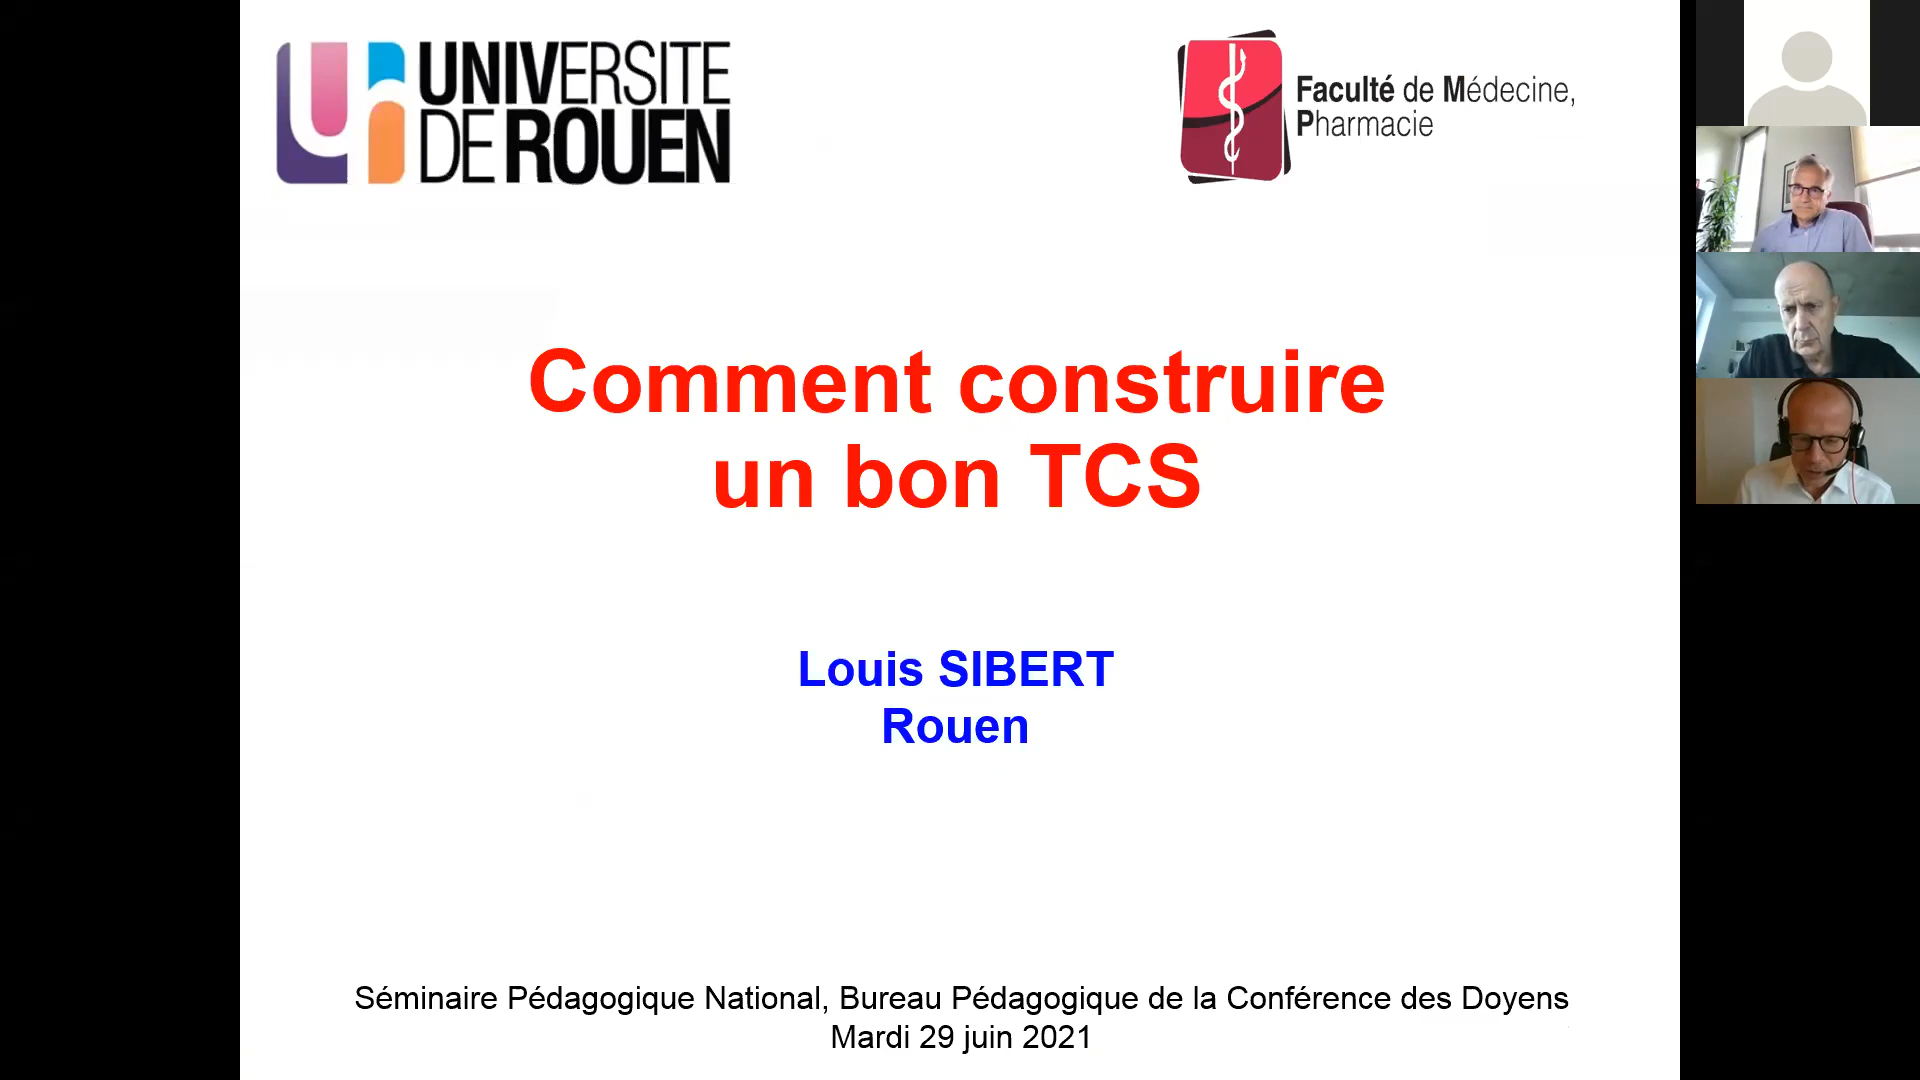 UNIVERSITE
DE ROUEN
Faculté de Médecine,
Pharmacie
Comment construire
un bon TCS
Louis SIBERT
Rouen
Séminaire Pédagogique National, Bureau Pédagogique de la Conférence des Doyens
Mardi 29 juin 2021